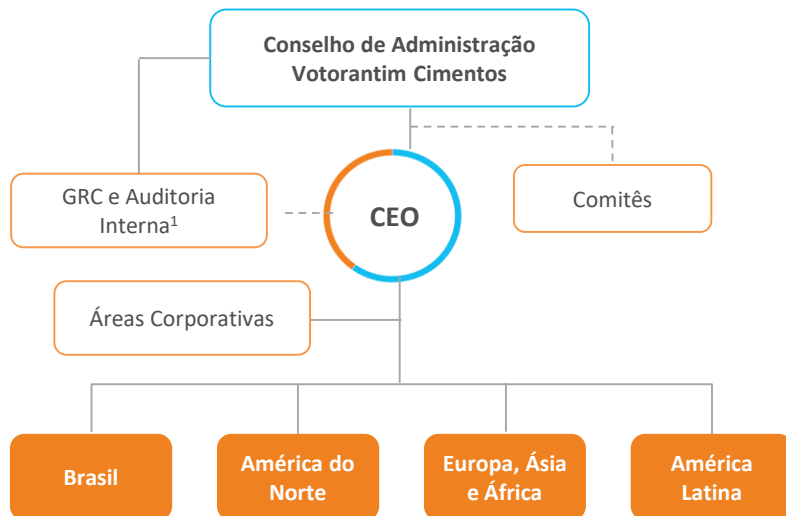 Conselho de Administração
Votorantim Cimentos
GRC e Auditoria
Interna¹
CEO
Comitês
Áreas Corporativas
Brasil
América do
Norte
Europa, Ásia
e África
América
Latina